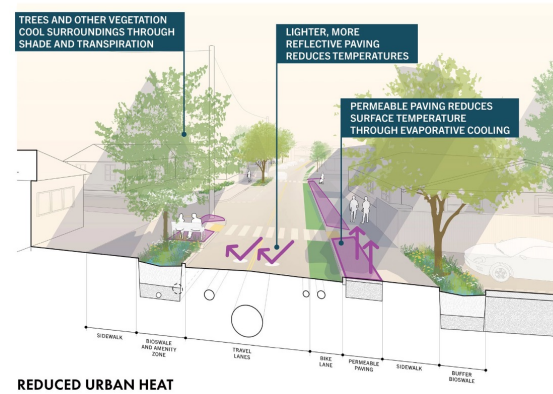 TREES AND OTHER VEGETATION
COOL SURROUNDINGS THROUGH
SHADE AND TRANSPIRATION
LIGHTER, MORE
REFLECTIVE PAVING
REDUCES TEMPERATURES
PERMEABLE PAVING REDUCES
SURFACE TEMPERATURE
THROUGH EVAPORATIVE COOLING
SIDEWALK
BIOSWALE
AND AMENITY
ZONE
TRAVEL
LANES
BIKE
LANE
PERMEABLE
PAVING
SIDEWALK
BUFFER
BIOSWALE
REDUCED URBAN HEAT